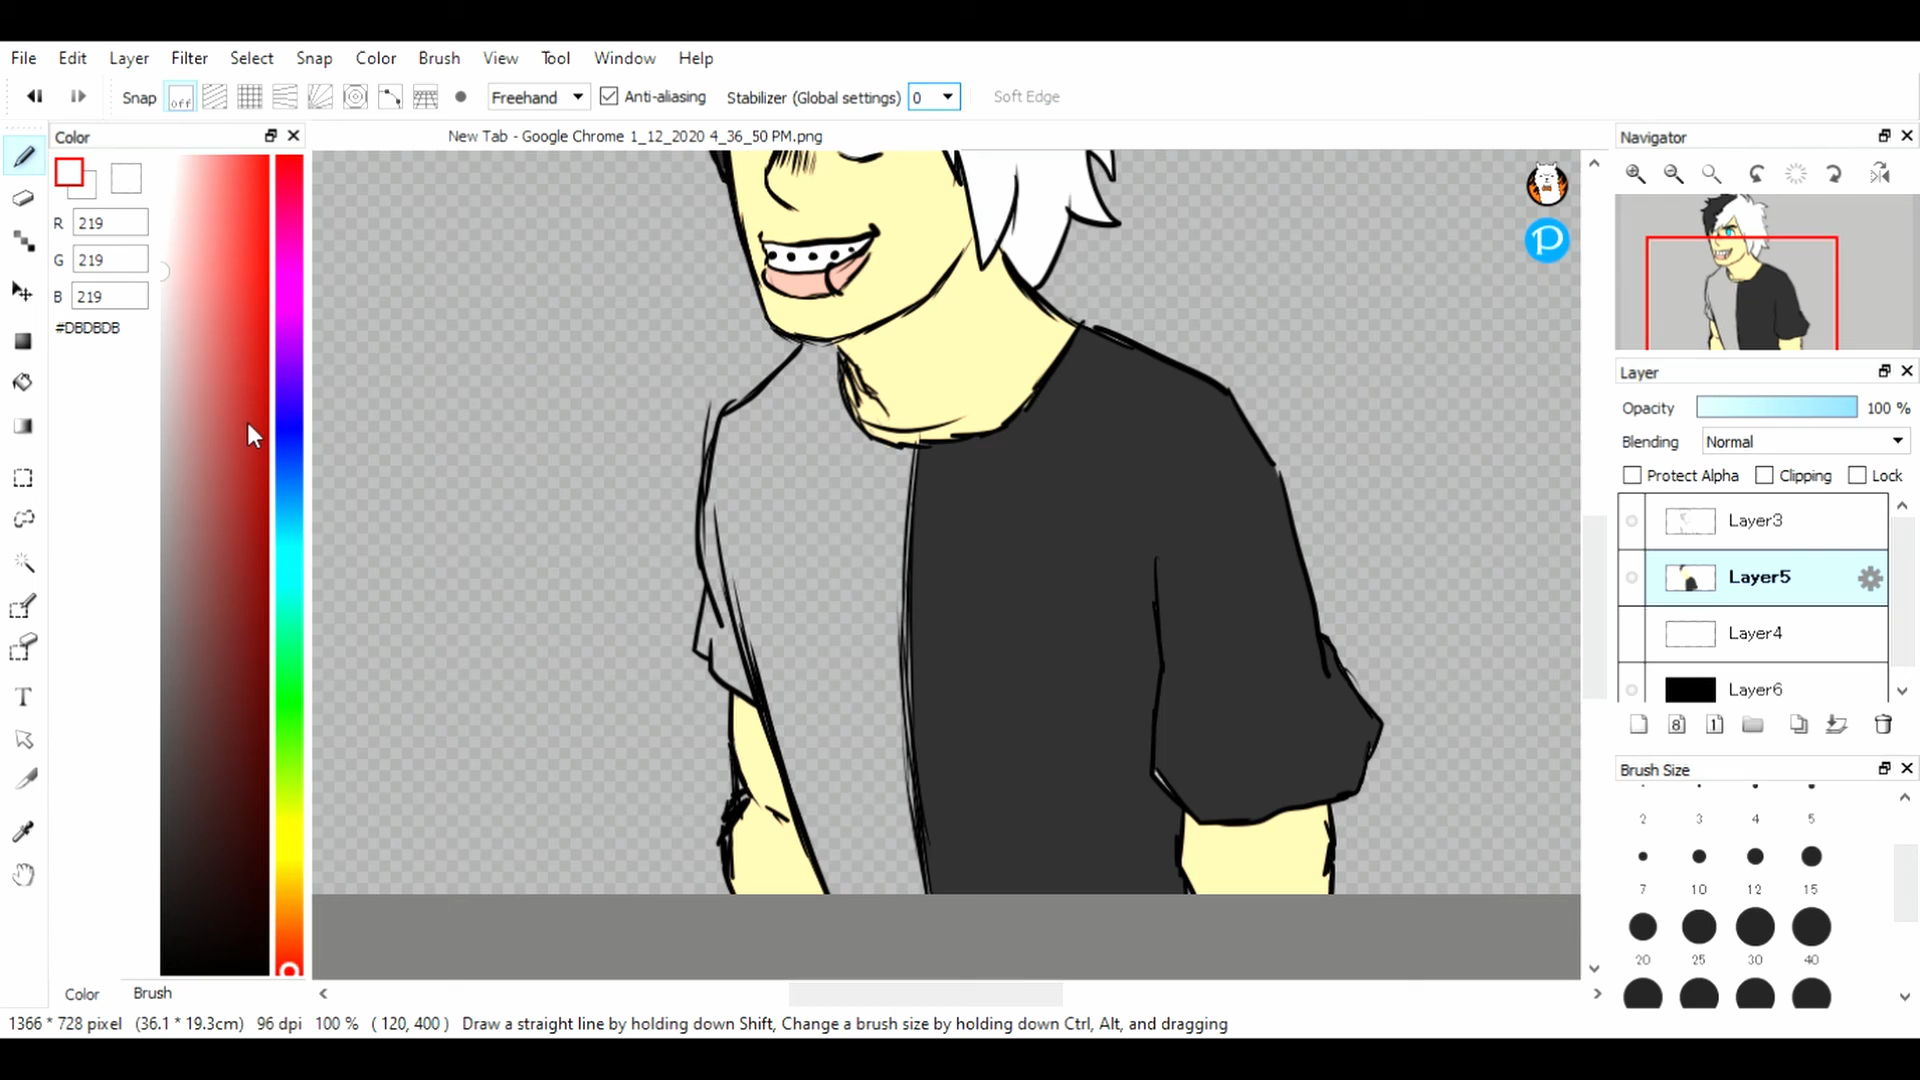 File Edit Layer Filter Select Snap Color Brush View Tool Window Help
Snap off Freehand Anti-aliasing Stabilizer (Global settings) 0 Soft Edge
Color
New Tab - Google Chrome 1_12_2020 4_36_50 PM.png
Navigator
R 219
G 219
B 219
#DBDBDB
P
Layer
Opacity 100 %
Blending Normal
Protect Alpha Clipping Lock
Layer3
Layer5
Layer4
Layer6
8 1
Brush Size
2 3 4 5
7 10 12 15
20 25 30 40
T
Color Brush
1366 * 728 pixel (36.1 * 19.3cm) 96 dpi 100 % ( 120, 400 ) Draw a straight line by holding down Shift, Change a brush size by holding down Ctrl, Alt, and dragging